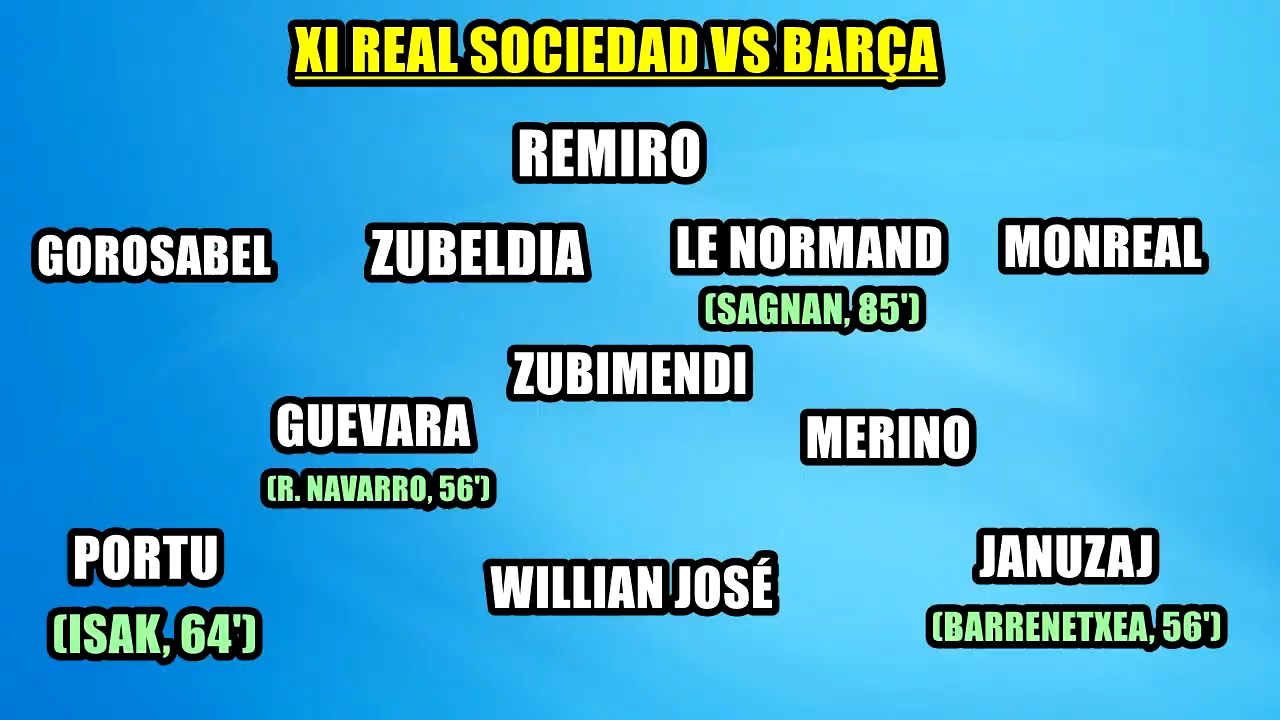 XI REAL SOCIEDAD VS BARÇA
REMIRO
GOROSABEL ZUBELDIA LE NORMAND MONREAL
(SAGNAN, 85')
ZUBIMENDI
GUEVARA MERINO
(R. NAVARRO, 56')
PORTU WILLIAN JOSÉ JANUZAJ
(ISAK, 64') (BARRENETXEA, 56')